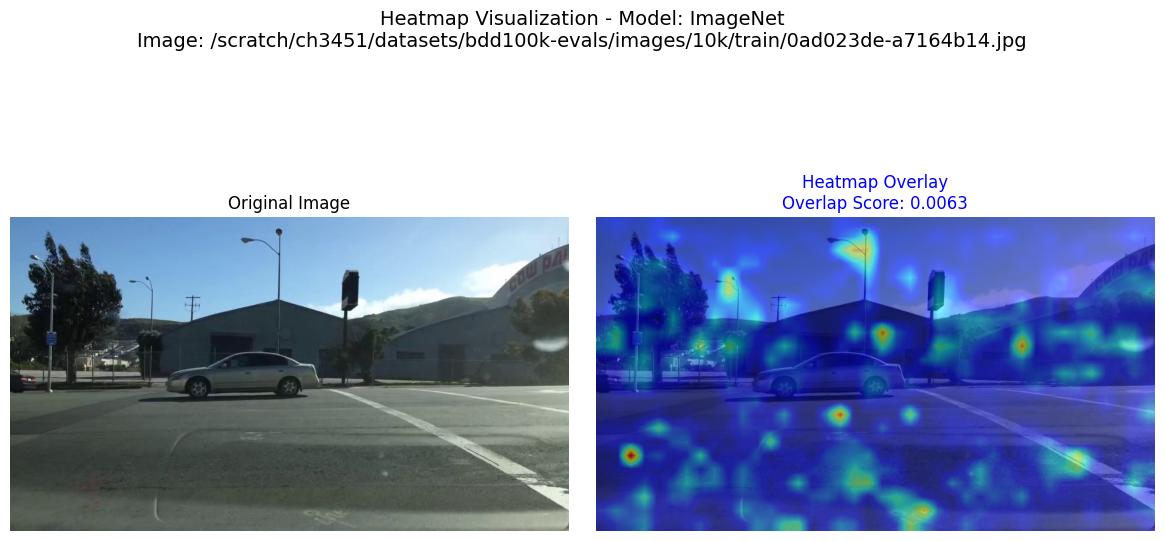 Heatmap Visualization - Model: ImageNet
Image: /scratch/ch3451/datasets/bdd100k-evals/images/10k/train/0ad023de-a7164b14.jpg
Original Image
Heatmap Overlay
Overlap Score: 0.0063